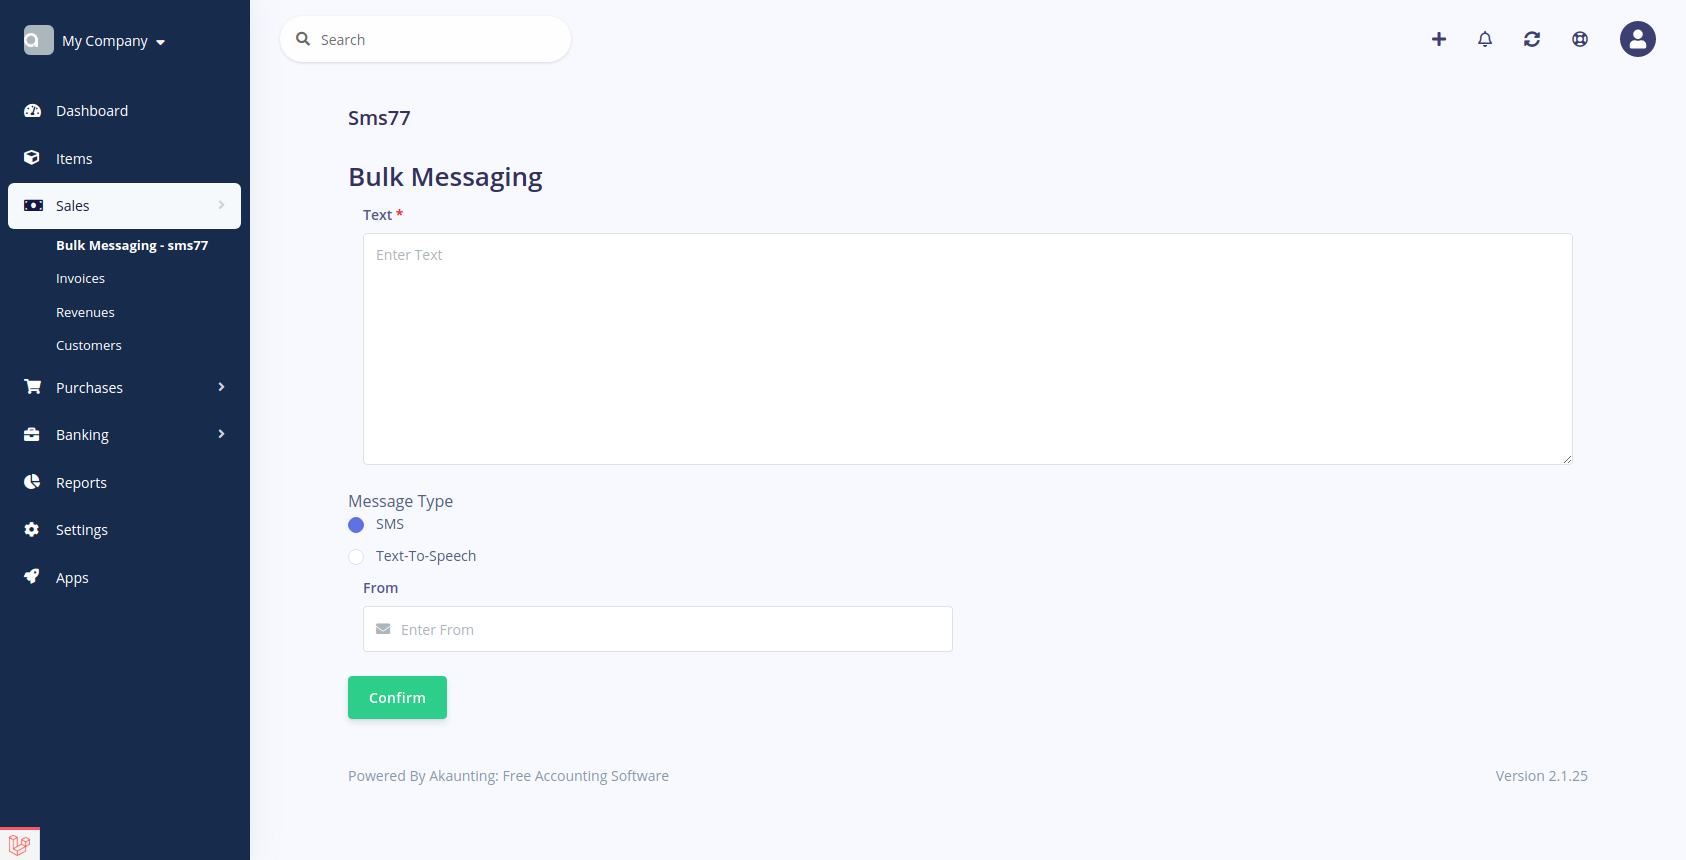 My Company
Search
Dashboard
Items
Sales
Bulk Messaging - sms77
Invoices
Revenues
Customers
Purchases
Banking
Reports
Settings
Apps
Sms77
Bulk Messaging
Text *
Enter Text
Message Type
SMS
Text-To-Speech
From
Enter From
Confirm
Powered By Akaunting: Free Accounting Software
Version 2.1.25